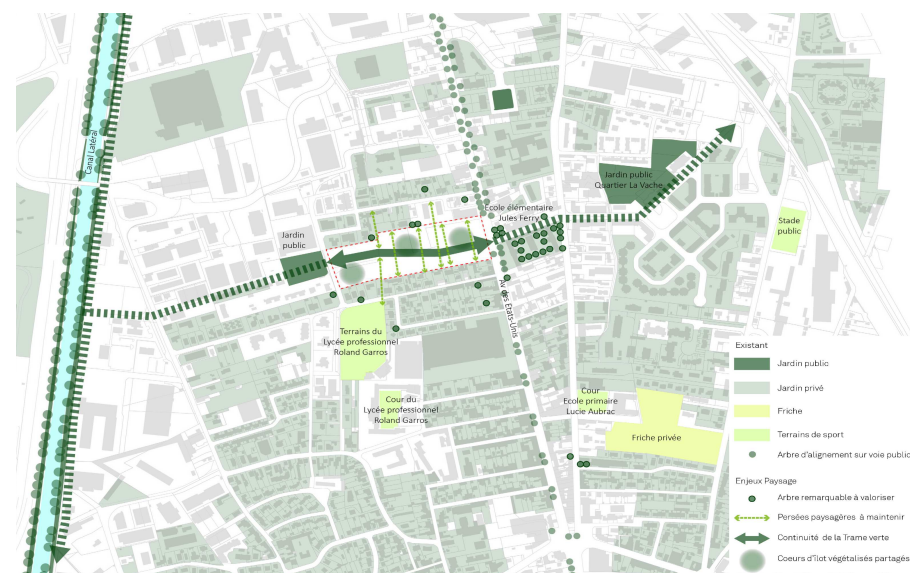 Canal Latéral
Jardin public
Quartier La Vache
École élémentaire
Jules Ferry
Stade
public
Jardin
public
Av des Etats-Unis
Terrains du
Lycée professionnel
Roland Garros
Cour du
Lycée professionnel
Roland Garros
Cour
Ecole primaire
Lucie Aubrac
Friche privée
Existant
Jardin public
Jardin privé
Friche
Terrains de sport
Arbre d'alignement sur voie public
Enjeux Paysage
Arbre remarquable à valoriser
Persées paysagères à maintenir
Continuité de la Trame verte
Coeurs d'îlot végétalisés partagés